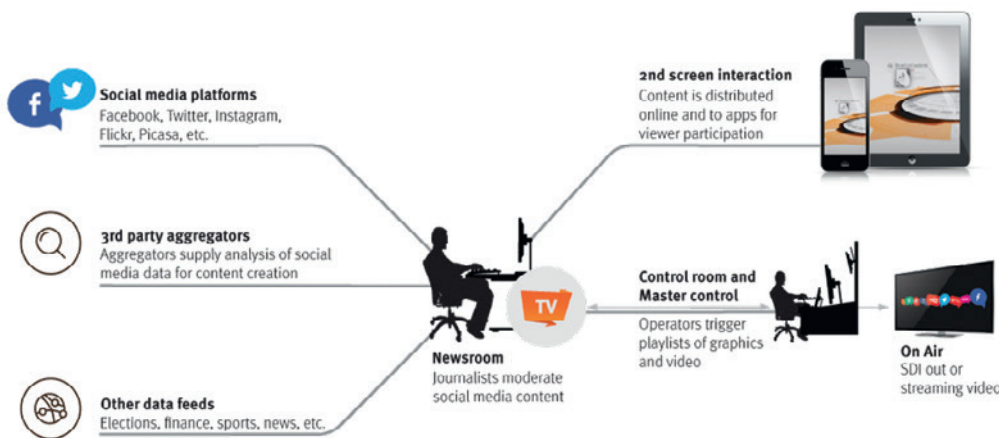 Social media platforms
Facebook, Twitter, Instagram,
Flickr, Picasa, etc.
3rd party aggregators
Aggregators supply analysis of social
media data for content creation
Other data feeds
Elections, finance, sports, news, etc.
TV
Newsroom
Journalists moderate
social media content
2nd screen interaction
Content is distributed
online and to apps for
viewer participation
Control room and
Master control
Operators trigger
playlists of graphics
and video
On Air
SDI out or
streaming video